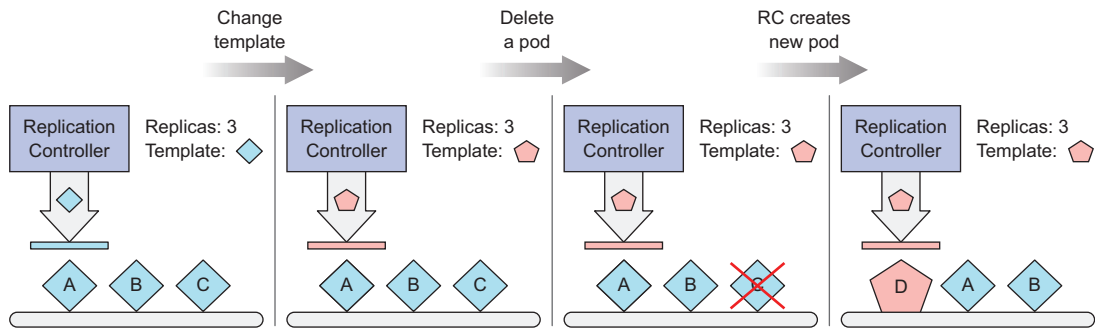 Change
template
Delete
a pod
RC creates
new pod
Replication
Controller
Replicas: 3
Template:
A B C
Replication
Controller
Replicas: 3
Template:
A B C
Replication
Controller
Replicas: 3
Template:
A B C
Replication
Controller
Replicas: 3
Template:
D A B